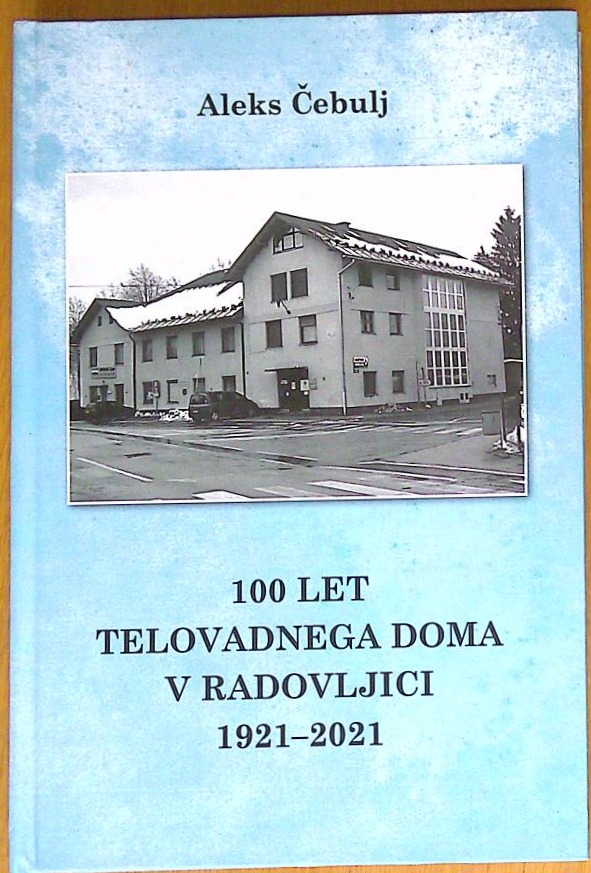 Aleks Čebulj
100 LET
TELOVADNEGA DOMA
V RADOVLJICI
1921–2021